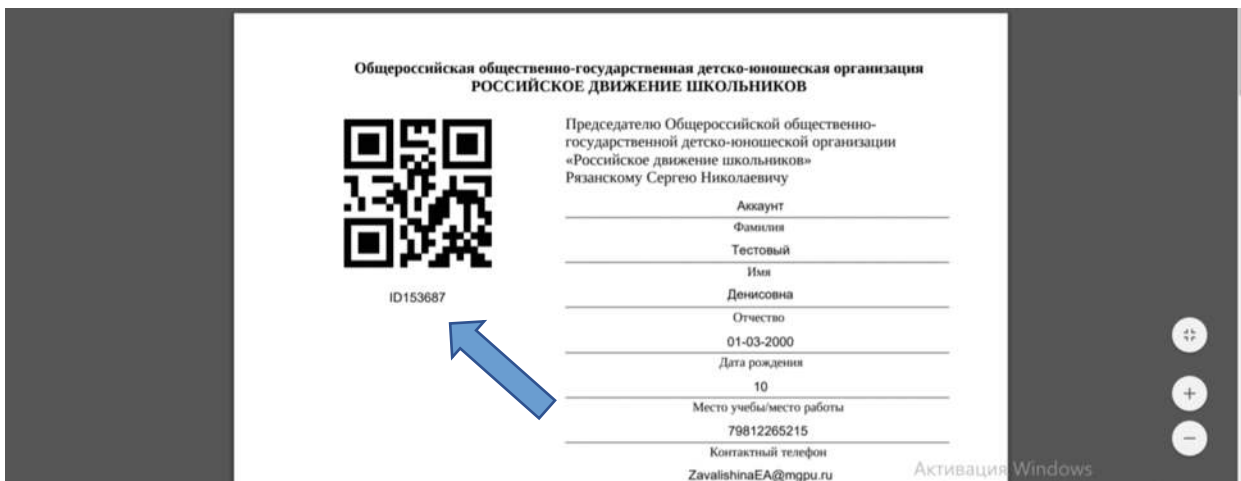 Общероссийская общественно-государственная детско-юношеская организация
РОССИЙСКОЕ ДВИЖЕНИЕ ШКОЛЬНИКОВ
ID153687
Председателю Общероссийской общественно-
государственной детско-юношеской организации
«Российское движение школьников»
Рязанскому Сергею Николаевичу
Аккаунт
Фамилия
Тестовый
Имя
Денисовна
Отчество
01-03-2000
Дата рождения
10
Место учебы/место работы
79812265215
Контактный телефон
ZavalishinaEA@mgpu.ru
Активация Windows